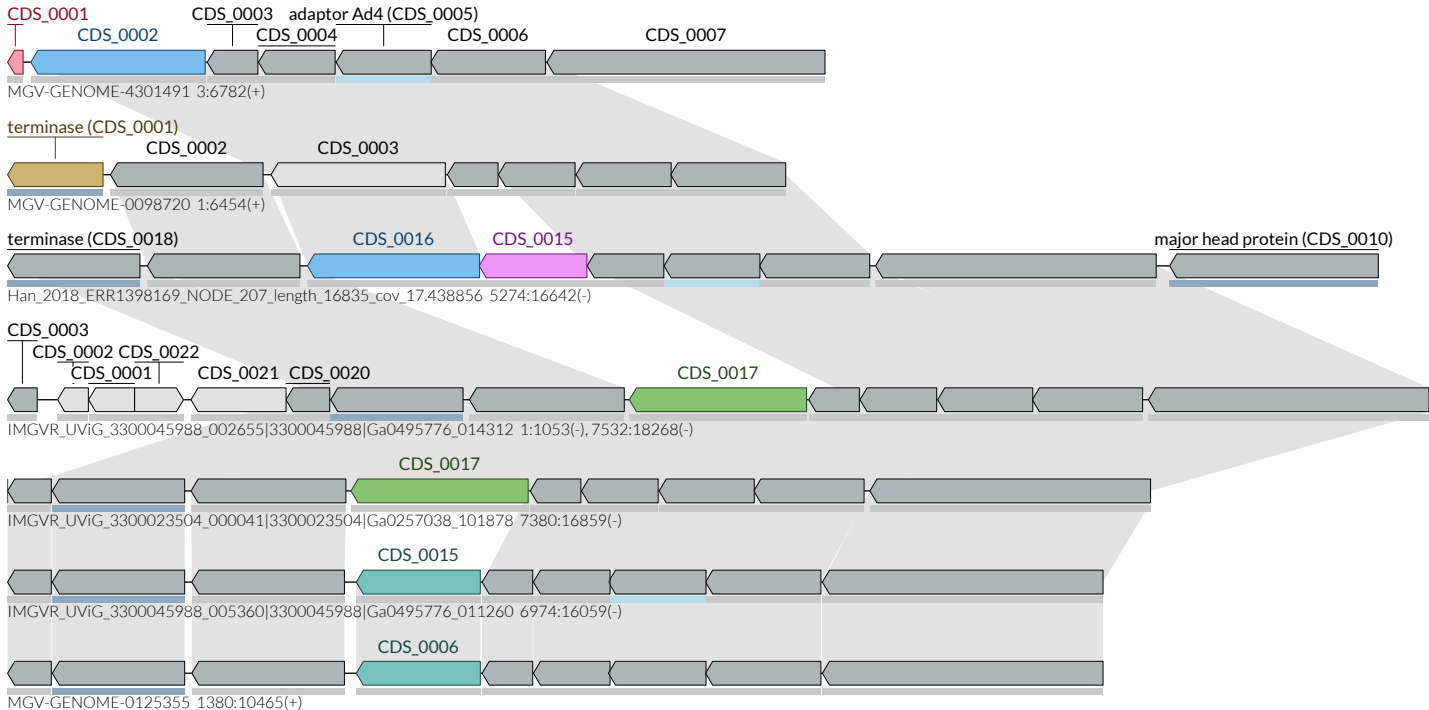 CDS_0001 CDS_0003 adaptor Ad4 (CDS_0005)
CDS_0002 CDS_0004 CDS_0006 CDS_0007
MGV-GENOME-4301491 3:6782(+)
terminase (CDS_0001)
CDS_0002 CDS_0003
MGV-GENOME-0098720 1:6454(+)
terminase (CDS_0018) CDS_0016 CDS_0015 major head protein (CDS_0010)
Han_2018_ERR1398169_NODE_207_length_16835_cov_17.438856 5274:16642(-)
CDS_0003
CDS_0002 CDS_0022
CDS_0001 CDS_0021 CDS_0020 CDS_0017
IMGVR_UViG_3300045988_002655|3300045988|Ga0495776_014312 1:1053(-), 7532:18268(-)
CDS_0017
IMGVR_UViG_3300023504_000041|3300023504|Ga0257038_101878 7380:16859(-)
CDS_0015
IMGVR_UViG_3300045988_005360|3300045988|Ga0495776_011260 6974:16059(-)
CDS_0006
MGV-GENOME-0125355 1380:10465(+)